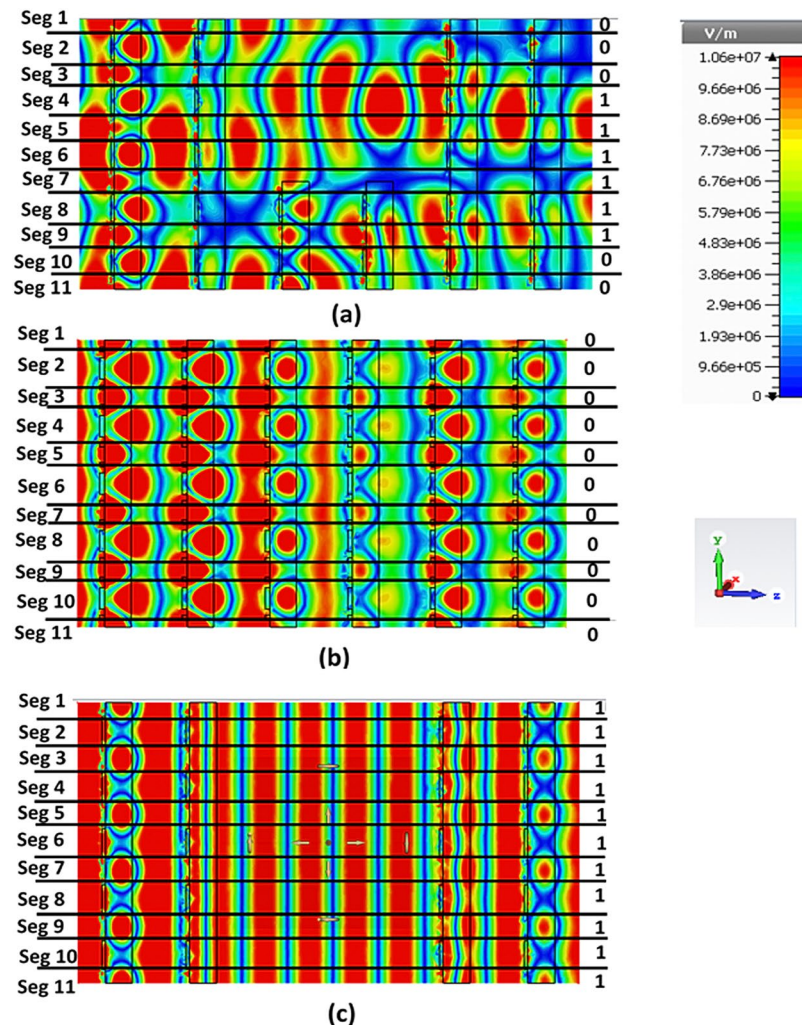 Seg 1 0
Seg 2 0
Seg 3 0
Seg 4 1
Seg 5 1
Seg 6 1
Seg 7 1
Seg 8 1
Seg 9 1
Seg 10 0
Seg 11 0
(a)
V/m
1.06e+07
9.66e+06
8.69e+06
7.73e+06
6.76e+06
5.79e+06
4.83e+06
3.86e+06
2.9e+06
1.93e+06
9.66e+05
0
Seg 1 0
Seg 2 0
Seg 3 0
Seg 4 0
Seg 5 0
Seg 6 0
Seg 7 0
Seg 8 0
Seg 9 0
Seg 10 0
Seg 11 0
(b)
y
x
z
Seg 1 1
Seg 2 1
Seg 3 1
Seg 4 1
Seg 5 1
Seg 6 1
Seg 7 1
Seg 8 1
Seg 9 1
Seg 10 1
Seg 11 1
(c)